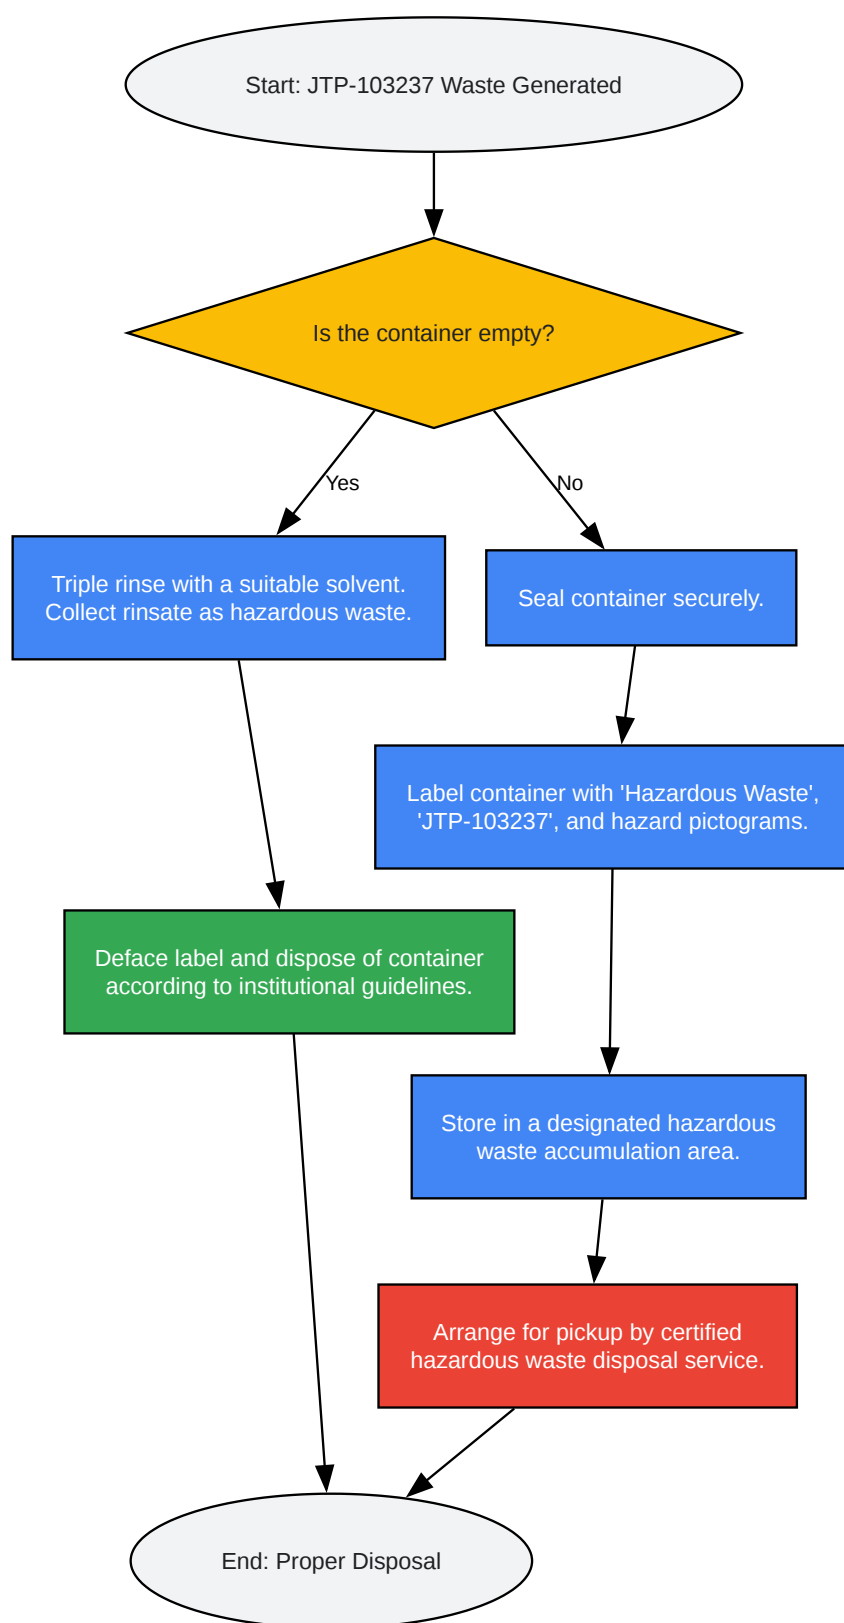 Start: JTP-103237 Waste Generated
Is the container empty?
Yes
No
Triple rinse with a suitable solvent.
Collect rinsate as hazardous waste.
Seal container securely.
Label container with 'Hazardous Waste',
'JTP-103237', and hazard pictograms.
Deface label and dispose of container
according to institutional guidelines.
Store in a designated hazardous
waste accumulation area.
Arrange for pickup by certified
hazardous waste disposal service.
End: Proper Disposal